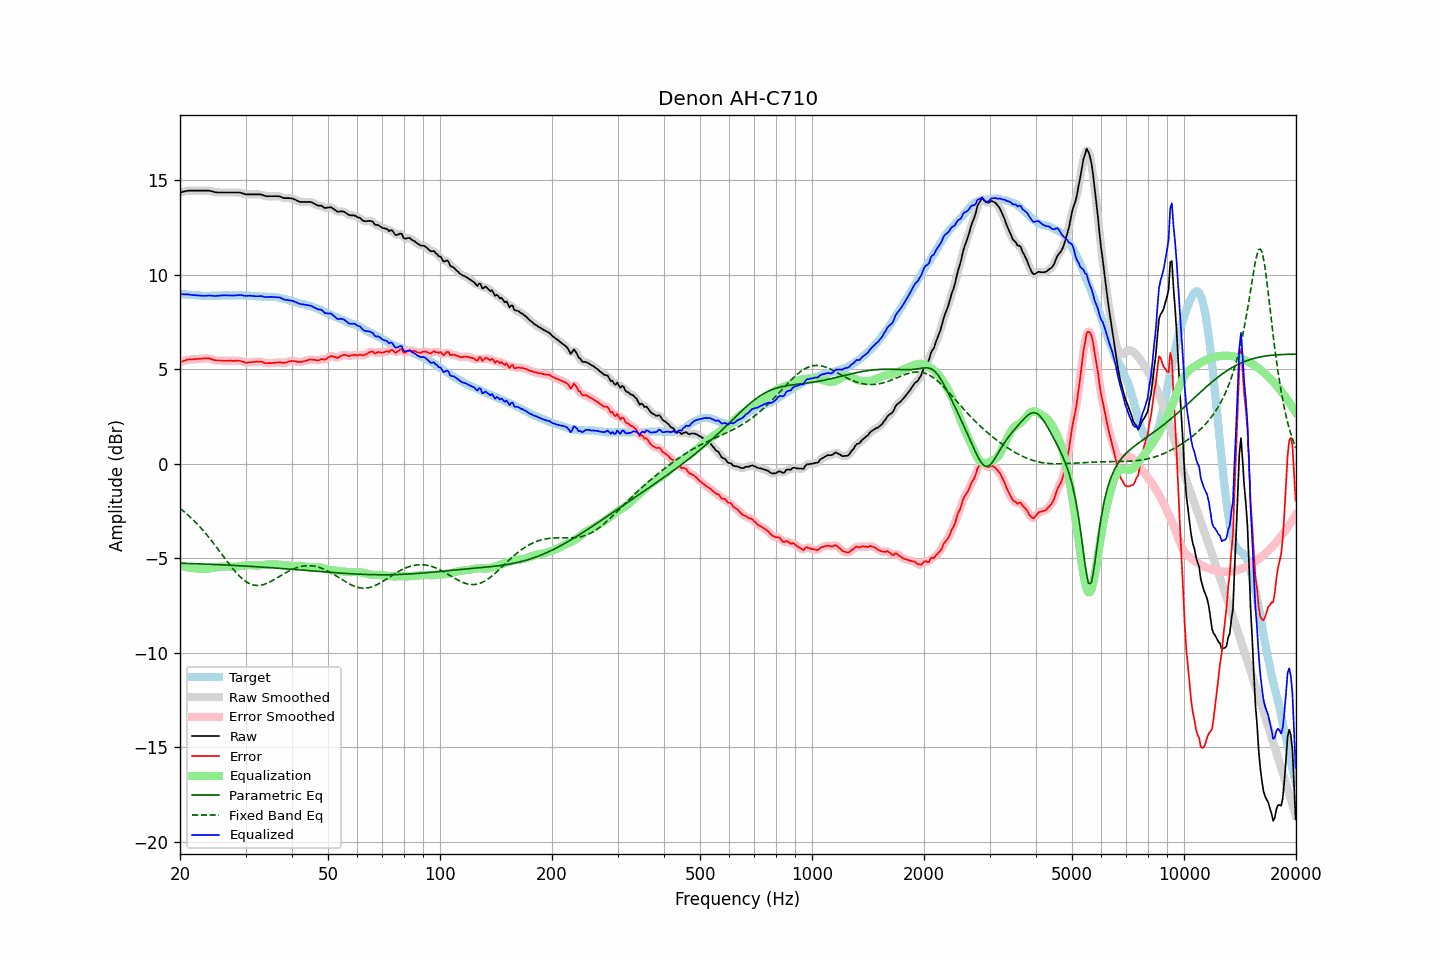 Denon AH-C710
Amplitude (dBr)
15
10
5
0
−5
−10
−15
−20
Target
Raw Smoothed
Error Smoothed
Raw
Error
Equalization
Parametric Eq
Fixed Band Eq
Equalized
20 50 100 200 500 1000 2000 5000 10000 20000
Frequency (Hz)